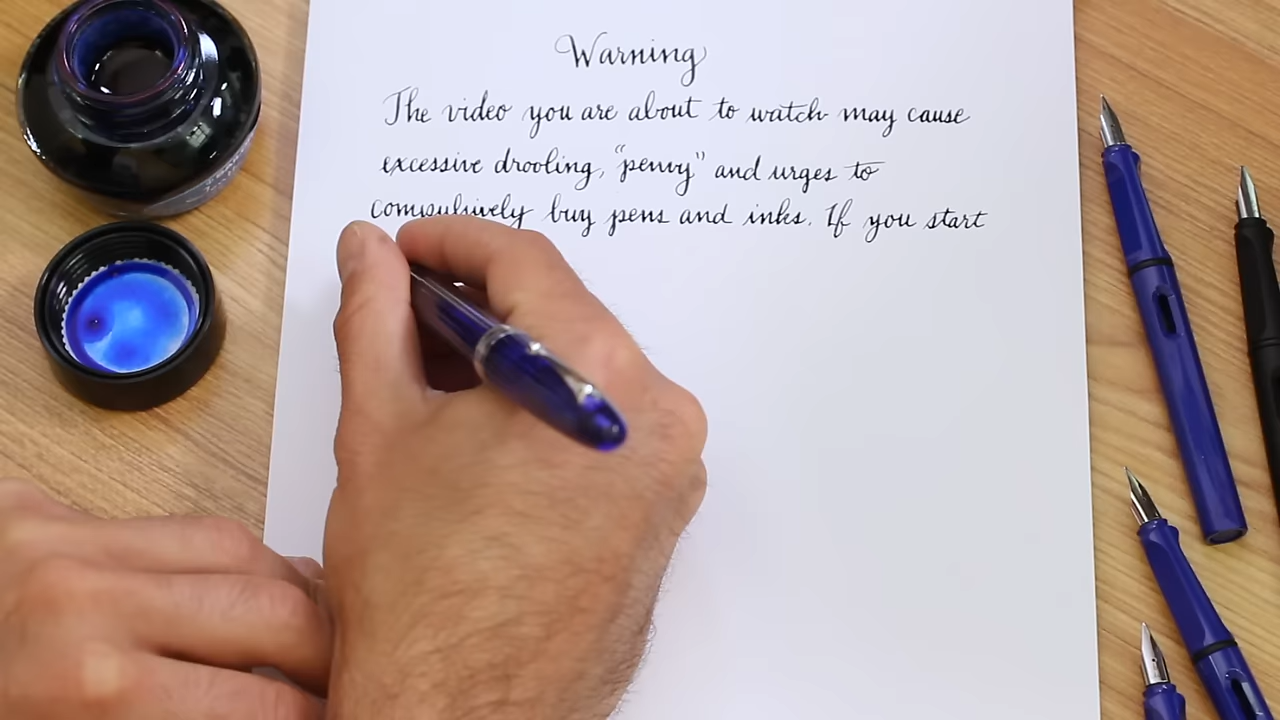 Warning
The video you are about to watch may cause
excessive drooling, "penvy" and urges to
compulsively buy pens and inks. If you start